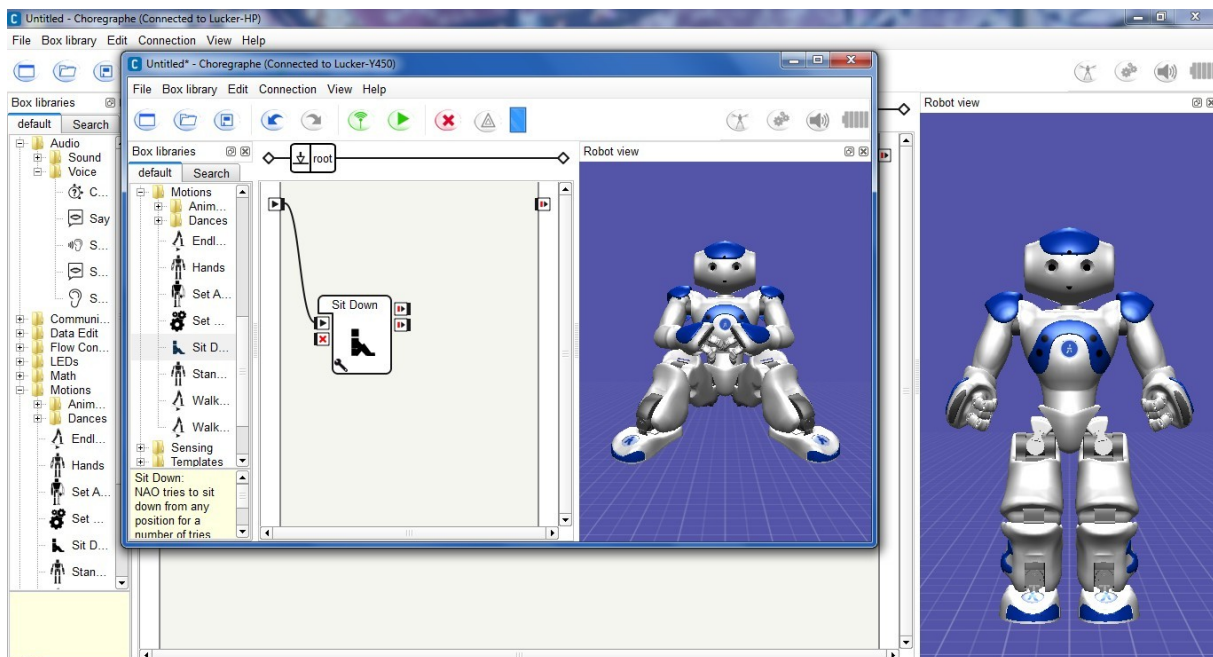 Untitled - Choregraphe (Connected to Lucker-HP)
File Box library Edit Connection View Help
Box libraries
default Search
Audio
Sound
Voice
C...
Say
S...
S...
S...
Communi...
Data Edit
Flow Con...
LEDs
Math
Motions
Anim...
Dances
Endl...
Hands
Set A...
Set ...
Sit D...
Stan...
Untitled* - Choregraphe (Connected to Lucker-Y450)
File Box library Edit Connection View Help
Box libraries
default Search
Motions
Anim...
Dances
Endl...
Hands
Set A...
Set ...
Sit D...
Stan...
Walk...
Walk...
Sensing
Templates
Sit Down:
NAO tries to sit
down from any
position for a
number of tries
root
Sit Down
Robot view
Robot view